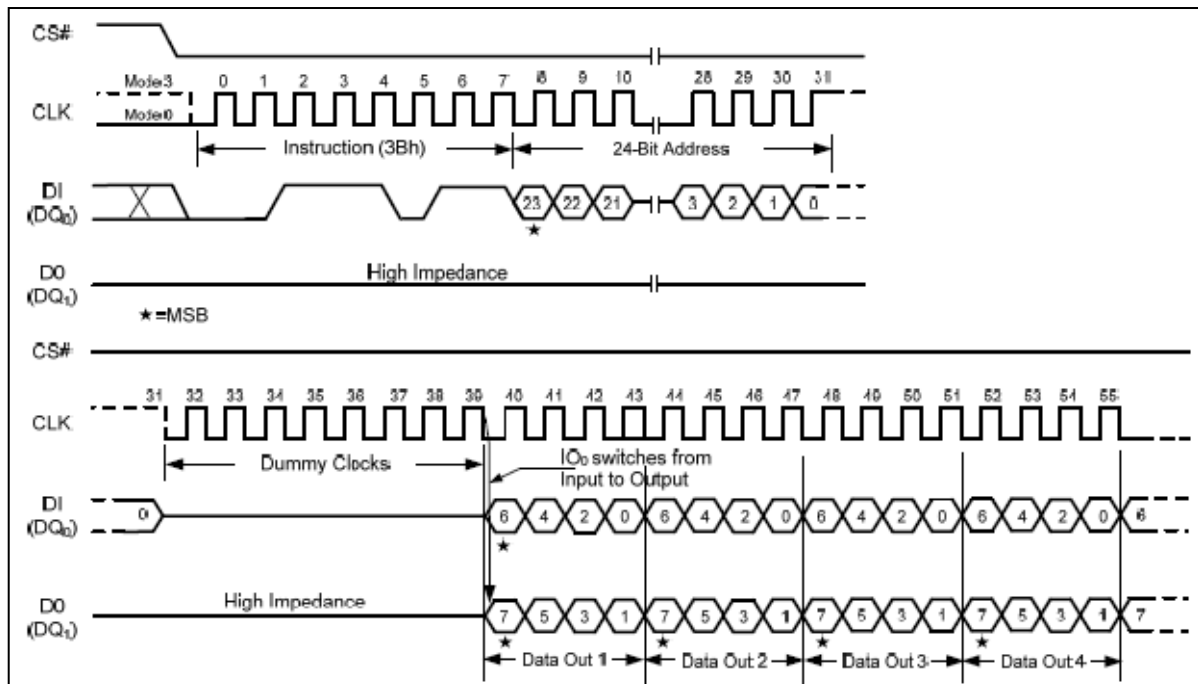 CS#
Mode 3 0 1 2 3 4 5 6 7 8 9 10 28 29 30 31
CLK Mode 0
Instruction (3Bh) 24-Bit Address
DI
(DQ0) 23 22 21 3 2 1 0
★
D0
(DQ1) High Impedance
★=MSB
CS#
31 32 33 34 35 36 37 38 39 40 41 42 43 44 45 46 47 48 49 50 51 52 53 54 55
CLK
Dummy Clocks IO0 switches from
Input to Output
DI
(DQ0) 0 6 4 2 0 6 4 2 0 6 4 2 0 6 4 2 0 6
★
D0
(DQ1) High Impedance 7 5 3 1 7 5 3 1 7 5 3 1 7 5 3 1 7
★ ★ ★ ★
Data Out 1 Data Out 2 Data Out 3 Data Out 4